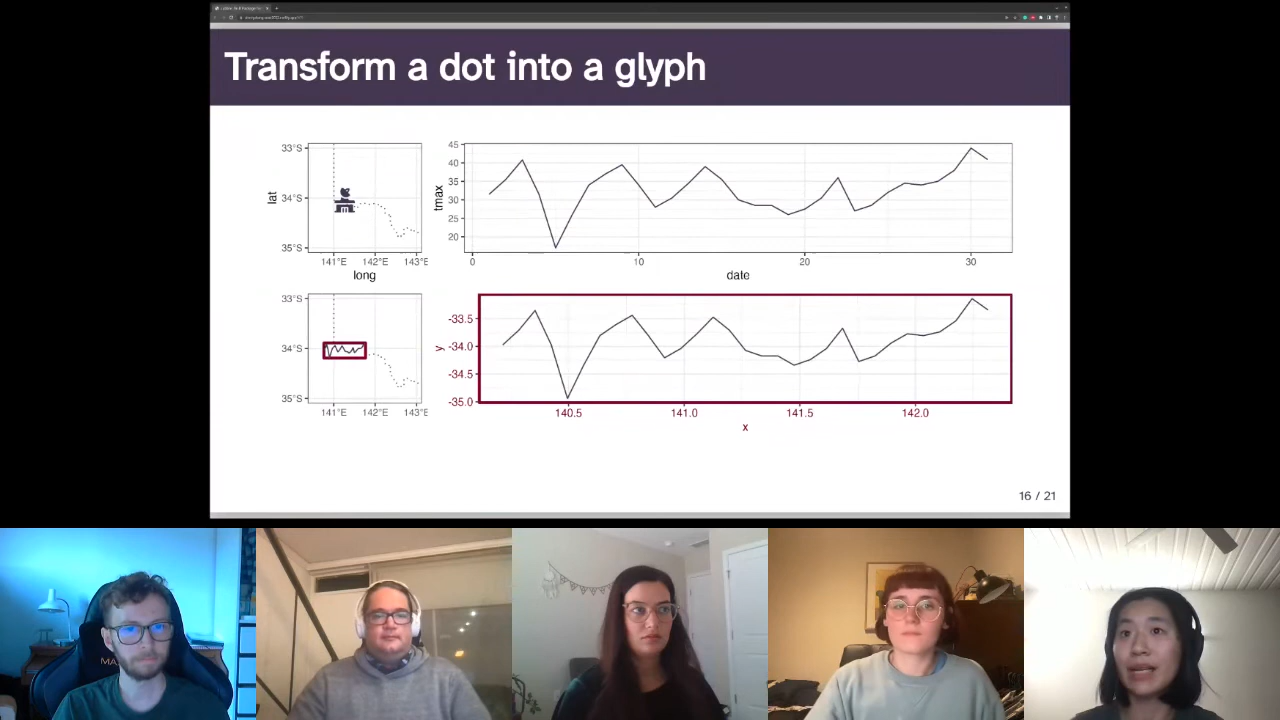 Transform a dot into a glyph
33°S
34°S
35°S
lat
141°E 142°E 143°E
long
45
40
35
30
25
20
tmax
0 10 20 30
date
33°S
34°S
35°S
141°E 142°E 143°E
-33.5
-34.0
-34.5
-35.0
y
140.5 141.0 141.5 142.0
x
16 / 21